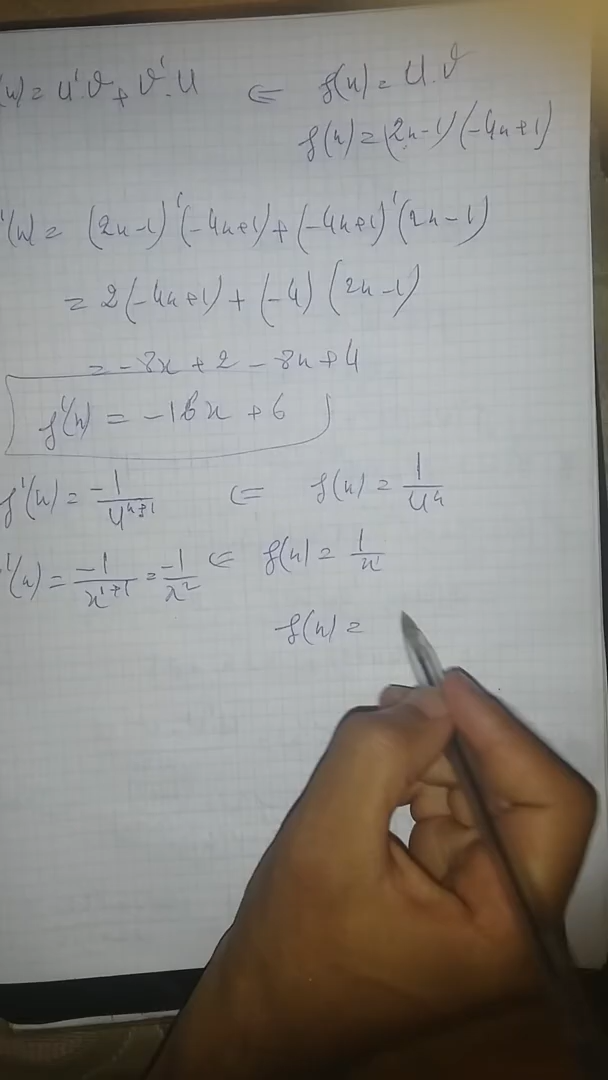 (x) = u'.v + v'.u ⇐ f(x) = u.v
f(x) = (2x-1)(-4x+1)
'(x) = (2x-1)'(-4x+1) + (-4x+1)'(2x-1)
= 2(-4x+1) + (-4)(2x-1)
= -8x + 2 - 8x + 4
f'(x) = -16x + 6
f'(x) = -1/u^{n+1} ⇐ f(x) = 1/u^n
'(x) = -1/x^{1+1} = -1/x² ⇐ f(x) = 1/x^1
f(x) =